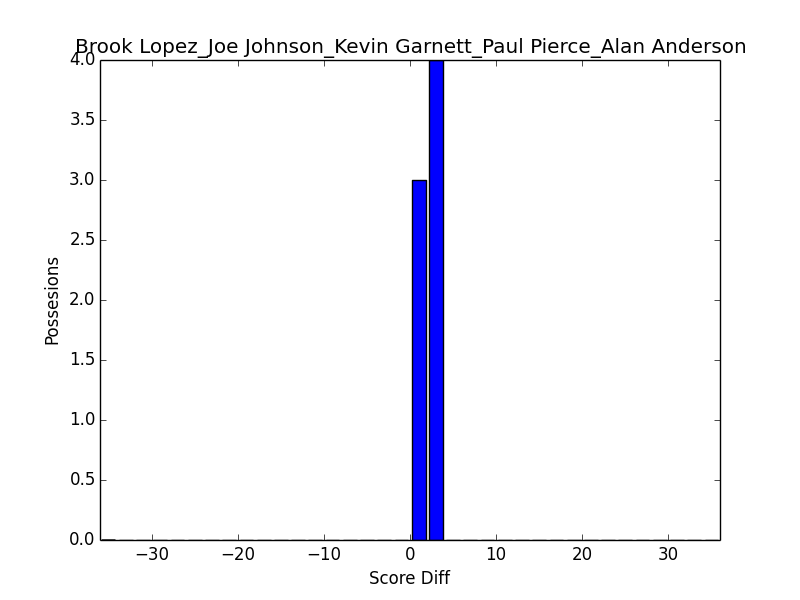 Brook Lopez_Joe Johnson_Kevin Garnett_Paul Pierce_Alan Anderson
4.0
3.5
3.0
2.5
2.0
1.5
1.0
0.5
0.0
Possesions
−30 −20 −10 0 10 20 30
Score Diff